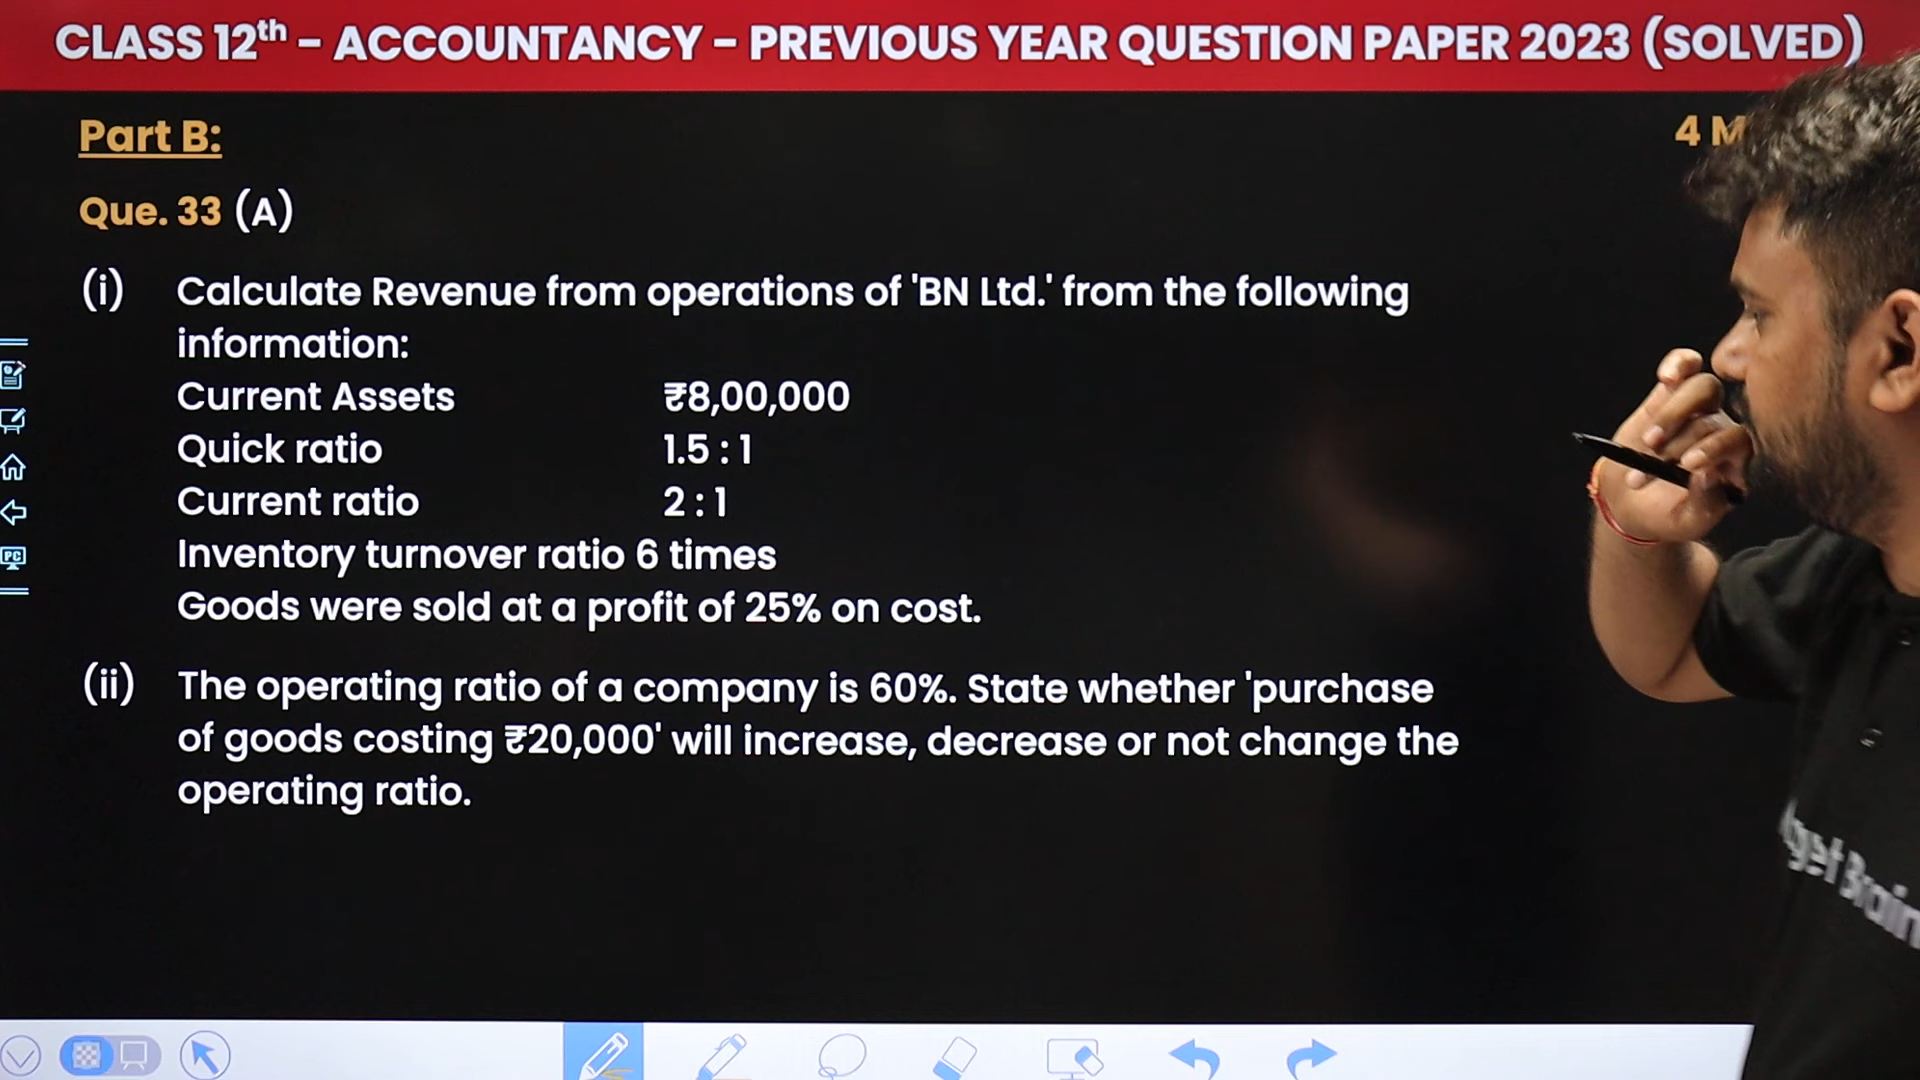 CLASS 12th – ACCOUNTANCY – PREVIOUS YEAR QUESTION PAPER 2023 (SOLVED)
Part B:
4 M
Que. 33 (A)
(i) Calculate Revenue from operations of 'BN Ltd.' from the following
information:
Current Assets ₹8,00,000
Quick ratio 1.5 : 1
Current ratio 2 : 1
Inventory turnover ratio 6 times
Goods were sold at a profit of 25% on cost.
(ii) The operating ratio of a company is 60%. State whether 'purchase
of goods costing ₹20,000' will increase, decrease or not change the
operating ratio.
PC
get Brain